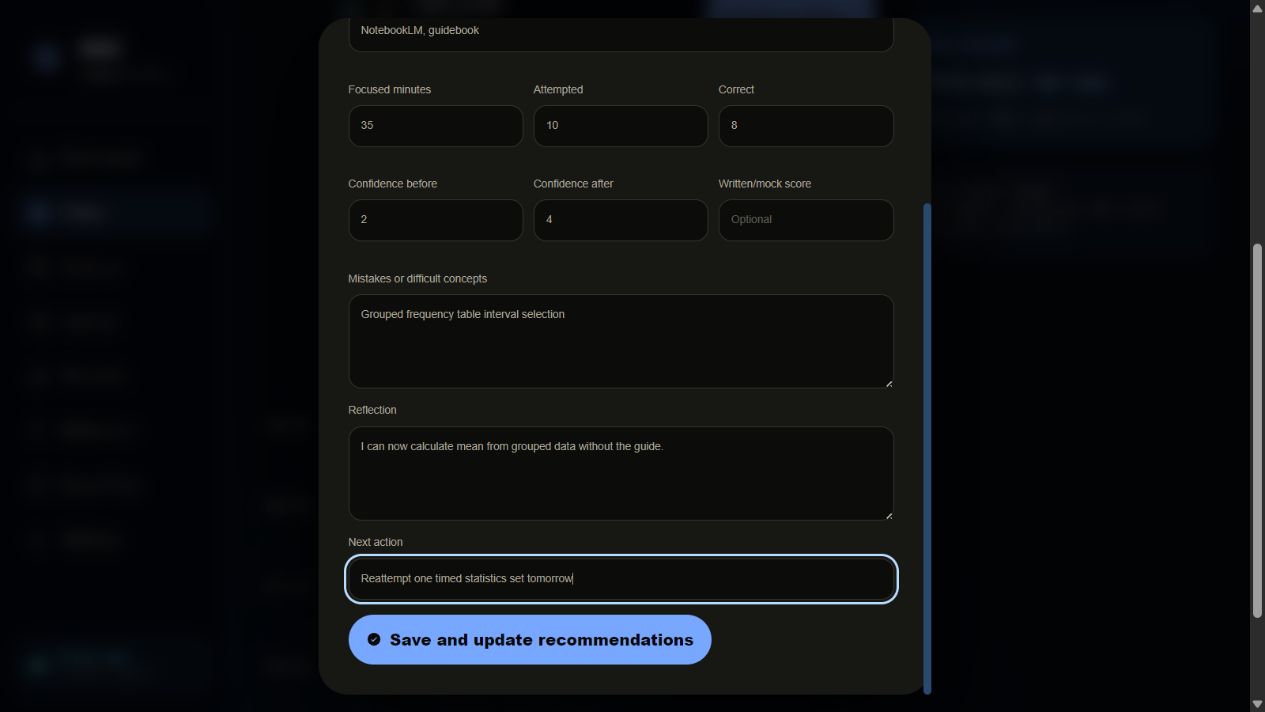 NotebookLM, guidebook
Focused minutes Attempted Correct
35 10 8
Confidence before Confidence after Written/mock score
2 4 Optional
Mistakes or difficult concepts
Grouped frequency table interval selection
Reflection
I can now calculate mean from grouped data without the guide.
Next action
Reattempt one timed statistics set tomorrow
Save and update recommendations